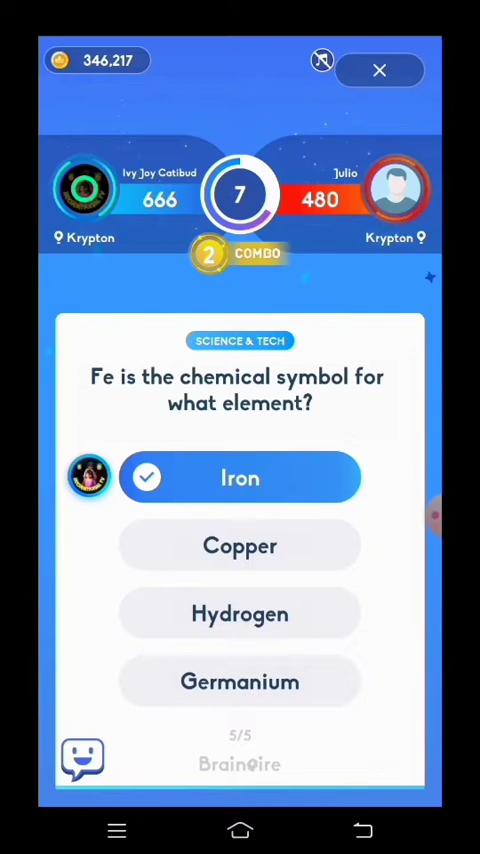 346,217
Ivy Joy Catibud
666
7
Julio
480
Krypton
Krypton
2 COMBO
SCIENCE & TECH
Fe is the chemical symbol for
what element?
Iron
Copper
Hydrogen
Germanium
5/5
Brainoire